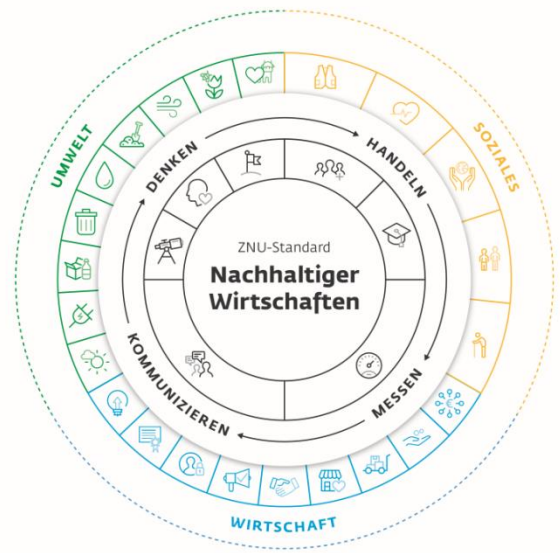 UMWELT
SOZIALES
DENKEN
HANDELN
ZNU-Standard
Nachhaltiger
Wirtschaften
KOMMUNIZIEREN
MESSEN
WIRTSCHAFT